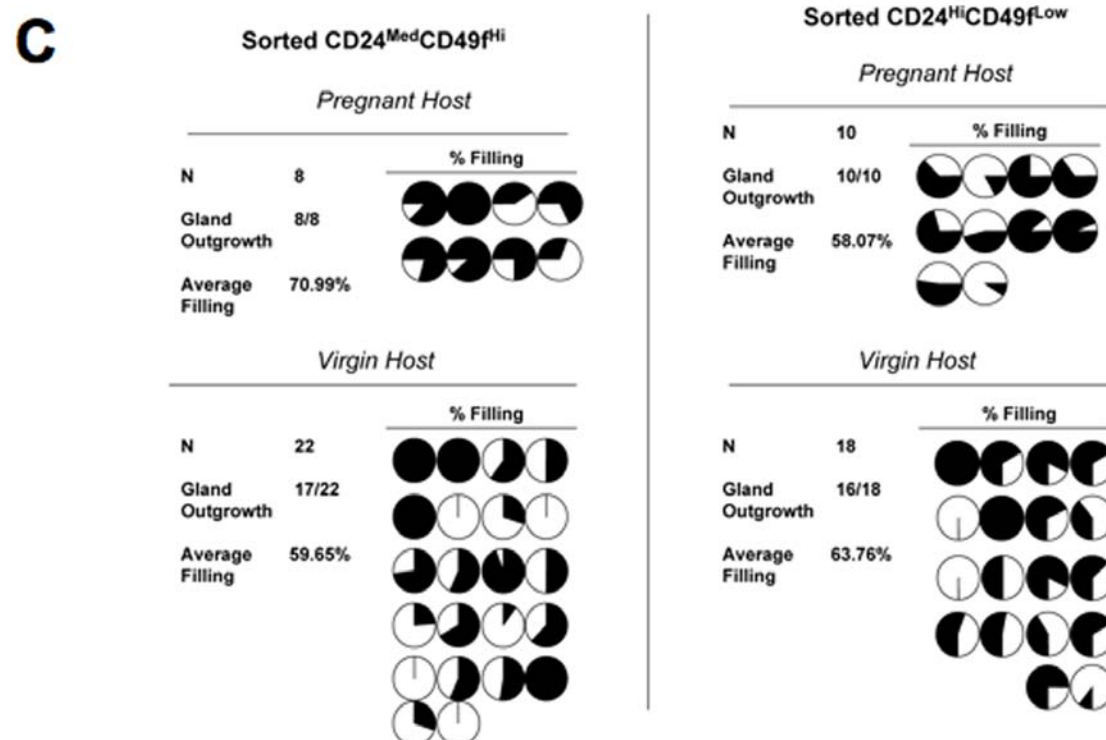 C
Sorted CD24MedCD49fHi
Pregnant Host
% Filling
N 8
Gland 8/8
Outgrowth
Average 70.99%
Filling
Virgin Host
% Filling
N 22
Gland 17/22
Outgrowth
Average 59.65%
Filling
Sorted CD24HiCD49fLow
Pregnant Host
N 10 % Filling
Gland 10/10
Outgrowth
Average 58.07%
Filling
Virgin Host
% Filling
N 18
Gland 16/18
Outgrowth
Average 63.76%
Filling